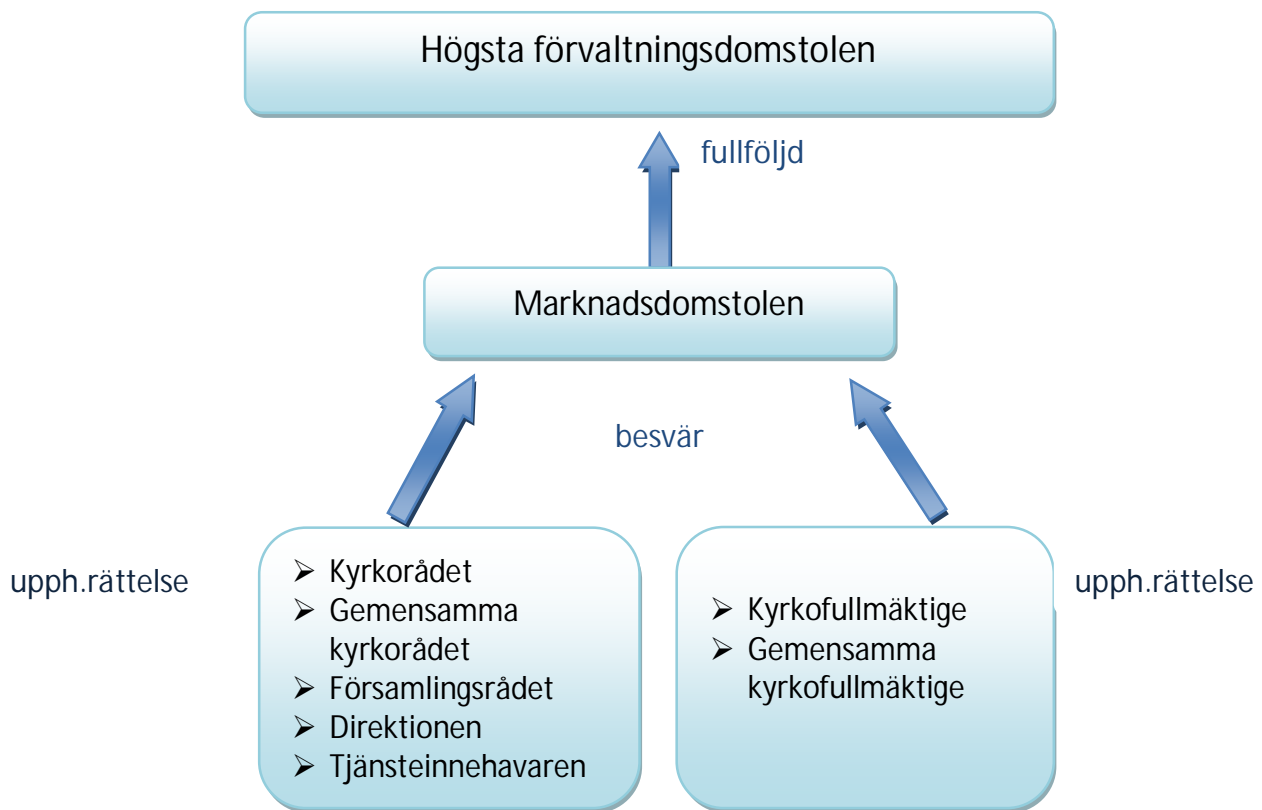 Högsta förvaltningsdomstolen
fullföljd
Marknadsdomstolen
besvär
upph.rättelse
➢ Kyrkorådet
➢ Gemensamma
kyrkorådet
➢ Församlingsrådet
➢ Direktionen
➢ Tjänsteinnehavaren
➢ Kyrkofullmäktige
➢ Gemensamma
kyrkofullmäktige
upph.rättelse